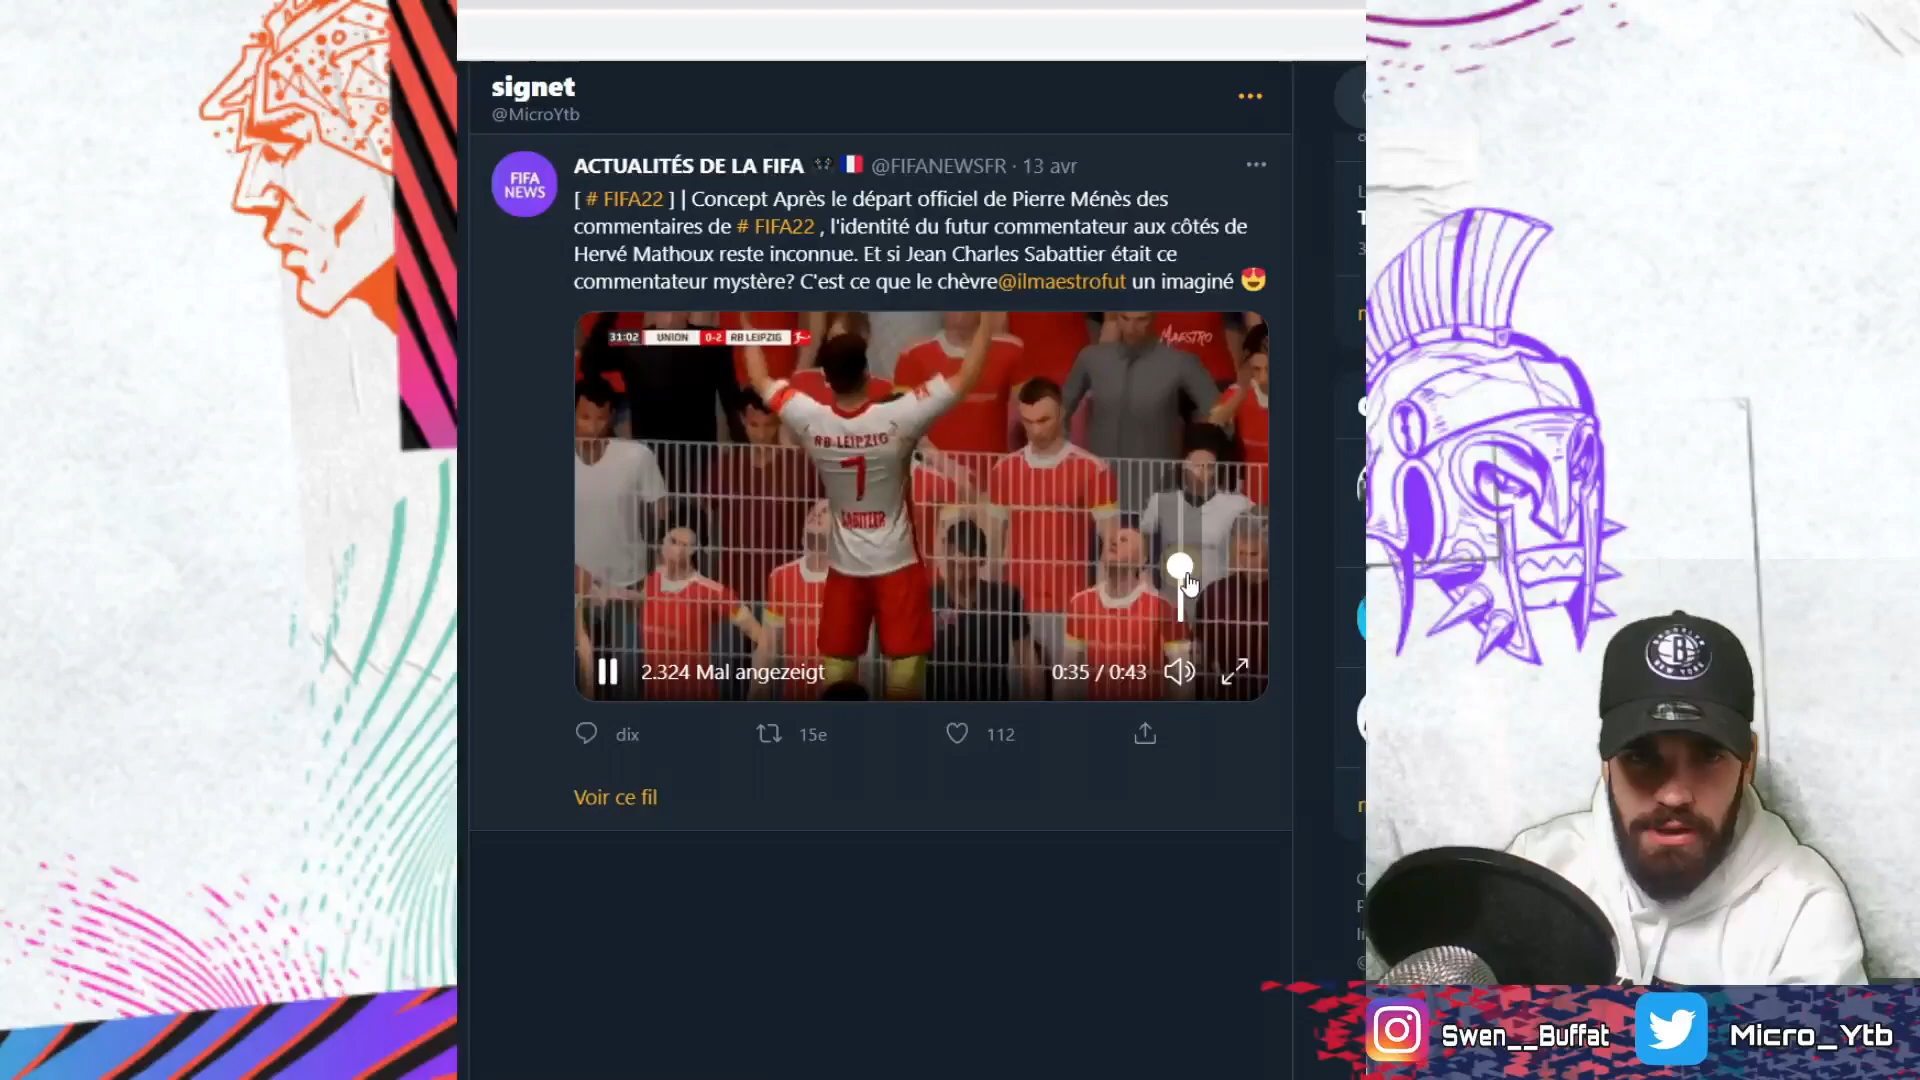 signet
@MicroYtb
FIFA
NEWS
ACTUALITÉS DE LA FIFA 🎮 🇫🇷 @FIFANEWSFR · 13 avr
[ # FIFA22 ] | Concept Après le départ officiel de Pierre Ménès des
commentaires de # FIFA22 , l'identité du futur commentateur aux côtés de
Hervé Mathoux reste inconnue. Et si Jean Charles Sabattier était ce
commentateur mystère? C'est ce que le chèvre@ilmaestrofut un imaginé 😍
31:02 UNION 0-2 RB LEIPZIG
MAESTRO
RB LEIPZIG
7
SABITZER
2.324 Mal angezeigt
0:35 / 0:43
dix
15e
112
Voir ce fil
BROOKLYN
B
NEW YORK
Swen__Buffat
Micro_Ytb